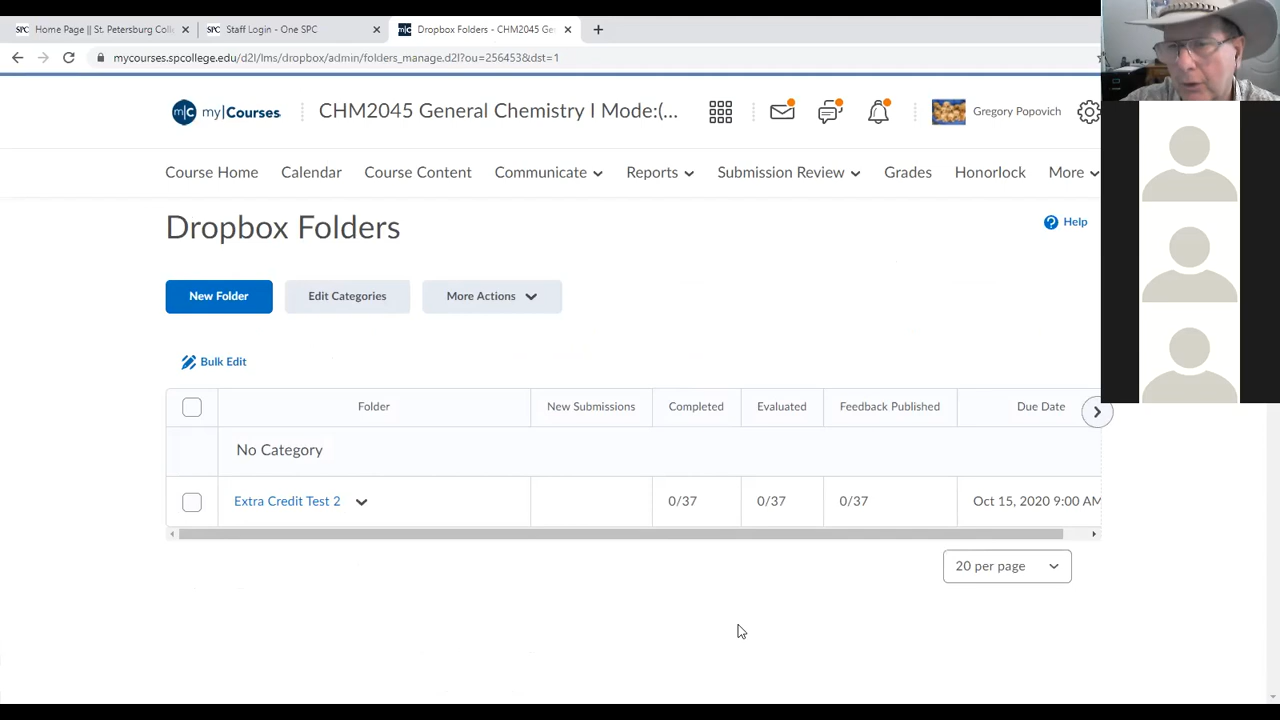 SPC Home Page || St. Petersburg Coll
SPC Staff Login - One SPC
m|c Dropbox Folders - CHM2045 Ge
mycourses.spcollege.edu/d2l/lms/dropbox/admin/folders_manage.d2l?ou=256453&dst=1
m|c my|Courses
CHM2045 General Chemistry I Mode:(...
Gregory Popovich
Course Home Calendar Course Content Communicate Reports Submission Review Grades Honorlock More
Dropbox Folders
Help
New Folder Edit Categories More Actions
Bulk Edit
Folder New Submissions Completed Evaluated Feedback Published Due Date
No Category
Extra Credit Test 2 0/37 0/37 0/37 Oct 15, 2020 9:00 AM
20 per page